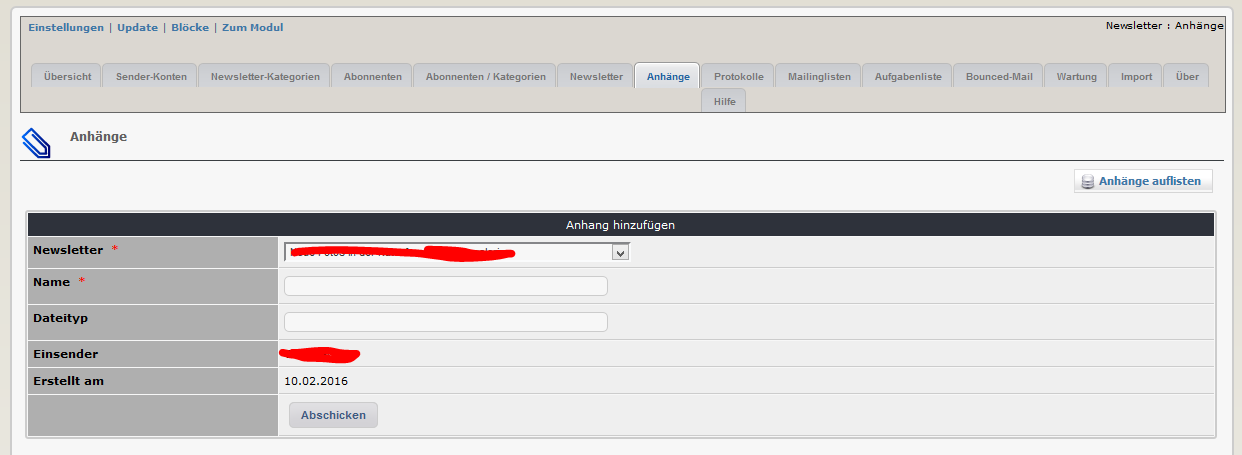 Einstellungen | Update | Blöcke | Zum Modul
Newsletter : Anhänge
Übersicht Sender-Konten Newsletter-Kategorien Abonnenten Abonnenten / Kategorien Newsletter Anhänge Protokolle Mailinglisten Aufgabenliste Bounced-Mail Wartung Import Über
Hilfe
Anhänge
Anhänge auflisten
Anhang hinzufügen
Newsletter *
Name *
Dateityp
Einsender
Erstellt am 10.02.2016
Abschicken